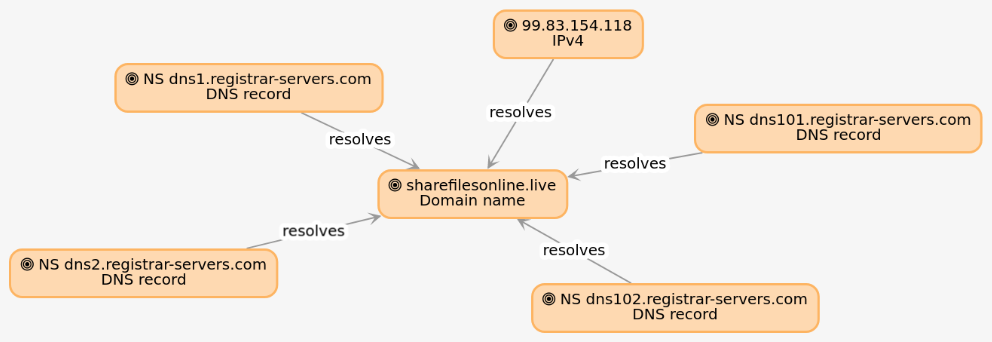 99.83.154.118
IPv4
NS dns1.registrar-servers.com
DNS record
resolves
NS dns101.registrar-servers.com
DNS record
resolves
resolves
resolves
sharefilesonline.live
Domain name
resolves
resolves
NS dns2.registrar-servers.com
DNS record
NS dns102.registrar-servers.com
DNS record